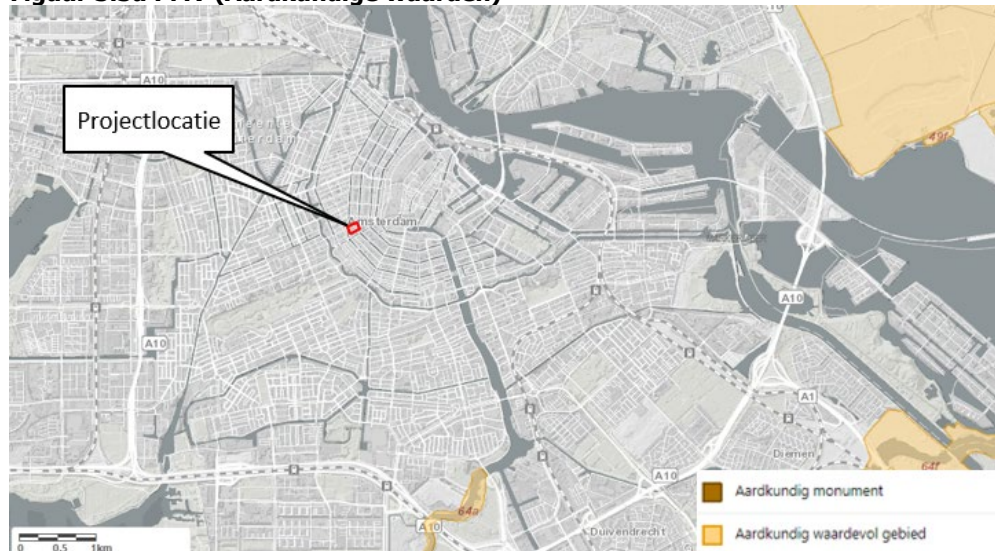 A10
A10
Projectlocatie
49f
Amsterdam
A10
A10
A1
Diemen
64f
A10
64a
A10
Duivendrecht
Aardkundig monument
Aardkundig waardevol gebied
0 0.5 1km